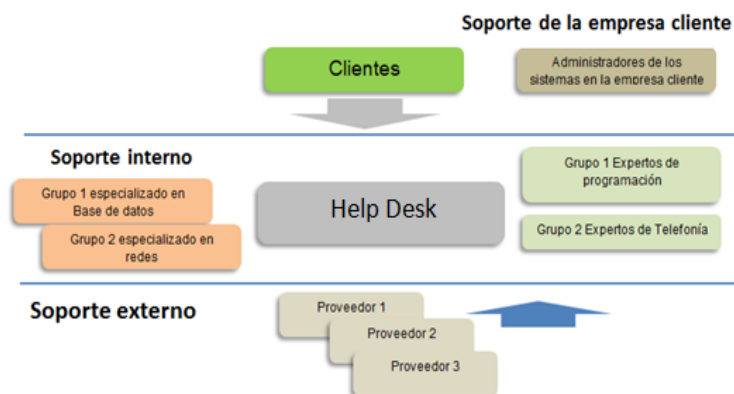 Soporte de la empresa cliente
Clientes
Administradores de los
sistemas en la empresa cliente
Soporte interno
Grupo 1 especializado en
Base de datos
Grupo 2 especializado en
redes
Help Desk
Grupo 1 Expertos de
programación
Grupo 2 Expertos de Telefonía
Soporte externo
Proveedor 1
Proveedor 2
Proveedor 3